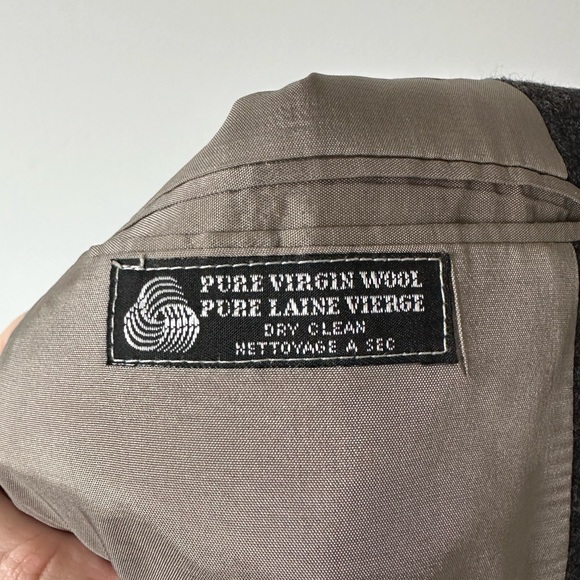 PURE VIRGIN WOOL
PURE LAINE VIERGE
DRY CLEAN
NETTOYAGE A SEC